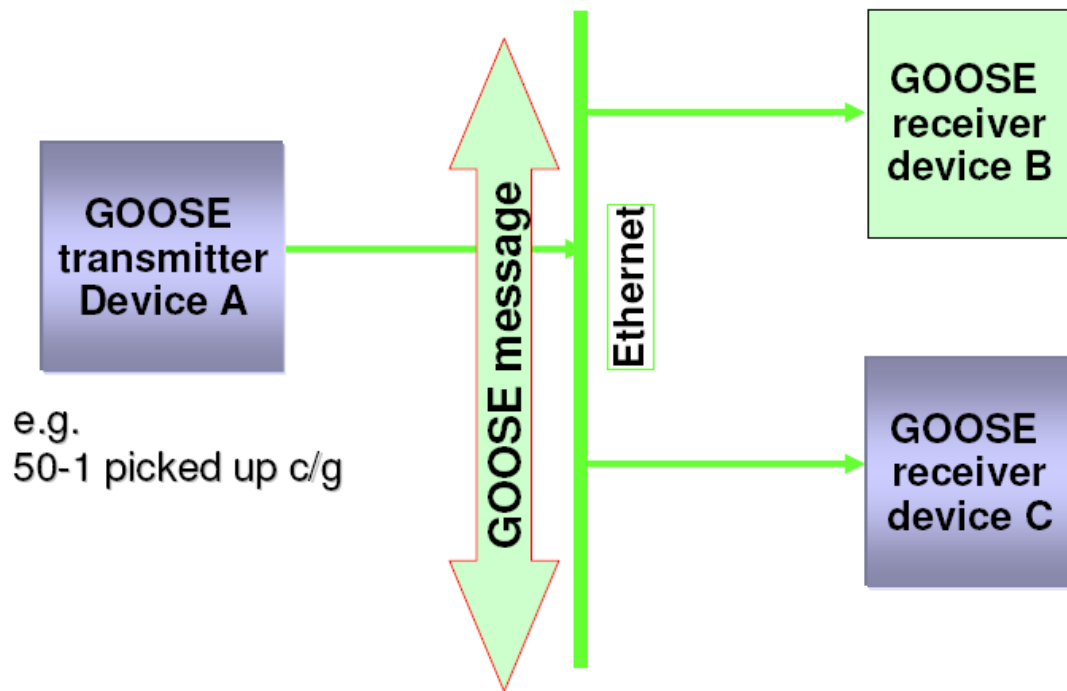 GOOSE
transmitter
Device A
e.g.
50-1 picked up c/g
GOOSE message
Ethernet
GOOSE
receiver
device B
GOOSE
receiver
device C